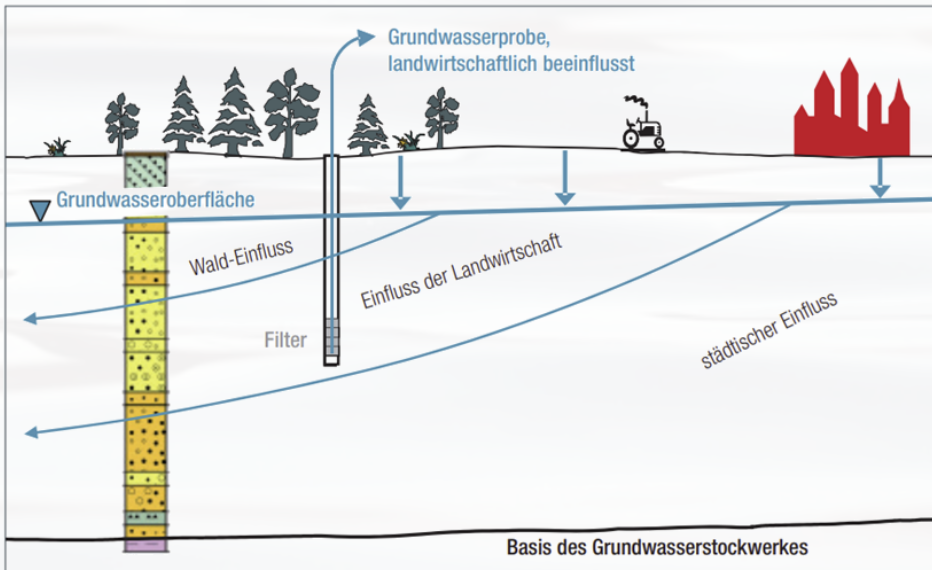 Grundwasserprobe,
landwirtschaftlich beeinflusst
Grundwasseroberfläche
Wald-Einfluss
Einfluss der Landwirtschaft
Filter
städtischer Einfluss
Basis des Grundwasserstockwerkes